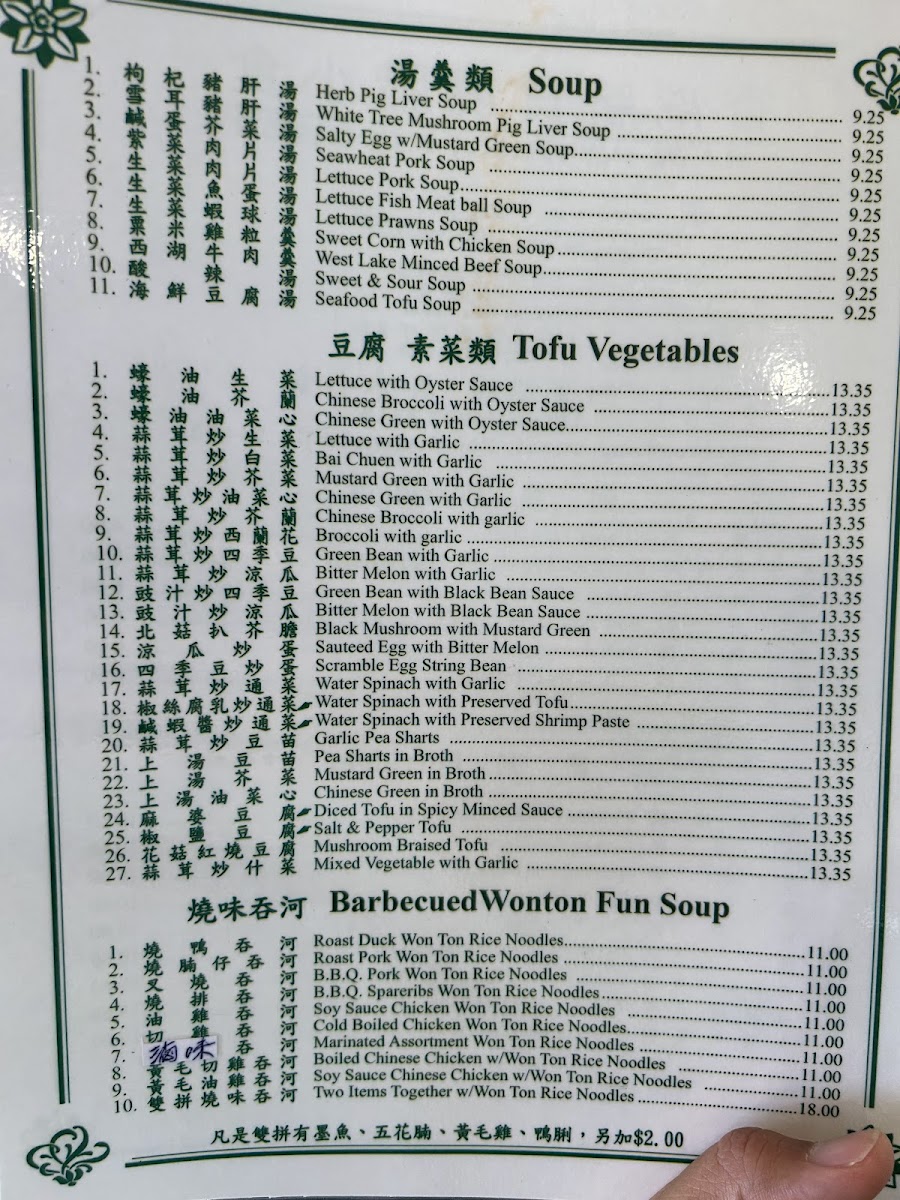 湯羹類 Soup
1. 枸杞豬肝湯 Herb Pig Liver Soup 9.25
2. 雪耳豬肝湯 White Tree Mushroom Pig Liver Soup 9.25
3. 鹹蛋芥菜湯 Salty Egg w/Mustard Green Soup 9.25
4. 紫菜肉片湯 Seawheat Pork Soup 9.25
5. 生菜肉片湯 Lettuce Pork Soup 9.25
6. 生菜魚蛋湯 Lettuce Fish Meat ball Soup 9.25
7. 生菜蝦球湯 Lettuce Prawns Soup 9.25
8. 粟米雞粒羹 Sweet Corn with Chicken Soup 9.25
9. 西湖牛肉羹 West Lake Minced Beef Soup 9.25
10. 酸辣湯 Sweet & Sour Soup 9.25
11. 海鮮豆腐湯 Seafood Tofu Soup 9.25
豆腐 素菜類 Tofu Vegetables
1. 蠔油生菜 Lettuce with Oyster Sauce 13.35
2. 蠔油芥蘭 Chinese Broccoli with Oyster Sauce 13.35
3. 蠔油油菜心 Chinese Green with Oyster Sauce 13.35
4. 蒜茸炒生菜 Lettuce with Garlic 13.35
5. 蒜茸炒白菜 Bai Chuen with Garlic 13.35
6. 蒜茸炒芥菜 Mustard Green with Garlic 13.35
7. 蒜茸炒油菜心 Chinese Green with Garlic 13.35
8. 蒜茸炒芥蘭 Chinese Broccoli with garlic 13.35
9. 蒜茸炒西蘭花 Broccoli with garlic 13.35
10. 蒜茸炒四季豆 Green Bean with Garlic 13.35
11. 蒜茸炒涼瓜 Bitter Melon with Garlic 13.35
12. 豉汁炒四季豆 Green Bean with Black Bean Sauce 13.35
13. 豉汁炒涼瓜 Bitter Melon with Black Bean Sauce 13.35
14. 北菇扒芥膽 Black Mushroom with Mustard Green 13.35
15. 涼瓜炒蛋 Sauteed Egg with Bitter Melon 13.35
16. 四季豆炒蛋 Scramble Egg String Bean 13.35
17. 蒜茸炒通菜 Water Spinach with Garlic 13.35
18. 椒絲腐乳炒通菜 Water Spinach with Preserved Tofu 13.35
19. 鹹蝦醬炒通菜 Water Spinach with Preserved Shrimp Paste 13.35
20. 蒜茸炒豆苗 Garlic Pea Sharts 13.35
21. 上湯豆苗 Pea Sharts in Broth 13.35
22. 上湯芥菜 Mustard Green in Broth 13.35
23. 上湯油菜心 Chinese Green in Broth 13.35
24. 麻婆豆腐 Diced Tofu in Spicy Minced Sauce 13.35
25. 椒鹽豆腐 Salt & Pepper Tofu 13.35
26. 花菇紅燒豆腐 Mushroom Braised Tofu 13.35
27. 蒜茸炒什菜 Mixed Vegetable with Garlic 13.35
燒味吞河 BarbecuedWonton Fun Soup
1. 燒鴨吞河 Roast Duck Won Ton Rice Noodles 11.00
2. 燒腩仔吞河 Roast Pork Won Ton Rice Noodles 11.00
3. 叉燒吞河 B.B.Q. Pork Won Ton Rice Noodles 11.00
4. 燒排吞河 B.B.Q. Spareribs Won Ton Rice Noodles 11.00
5. 油雞吞河 Soy Sauce Chicken Won Ton Rice Noodles 11.00
6. 切雞吞河 Cold Boiled Chicken Won Ton Rice Noodles 11.00
7. 滷味吞河 Marinated Assortment Won Ton Rice Noodles 11.00
8. 黃毛切雞吞河 Boiled Chinese Chicken w/Won Ton Rice Noodles 11.00
9. 黃毛油雞吞河 Soy Sauce Chinese Chicken w/Won Ton Rice Noodles 11.00
10. 雙拼燒味吞河 Two Items Together w/Won Ton Rice Noodles 18.00
凡是雙拼有墨魚、五花腩、黃毛雞、鴨脷，另加$2.00